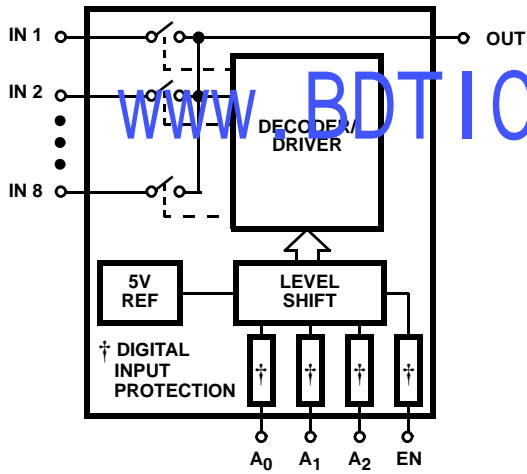 IN 1
OUT
IN 2
www.BDTIC
DECODER/
DRIVER
IN 8
5V
REF
LEVEL
SHIFT
† DIGITAL
INPUT
PROTECTION
† † † †
A0 A1 A2 EN